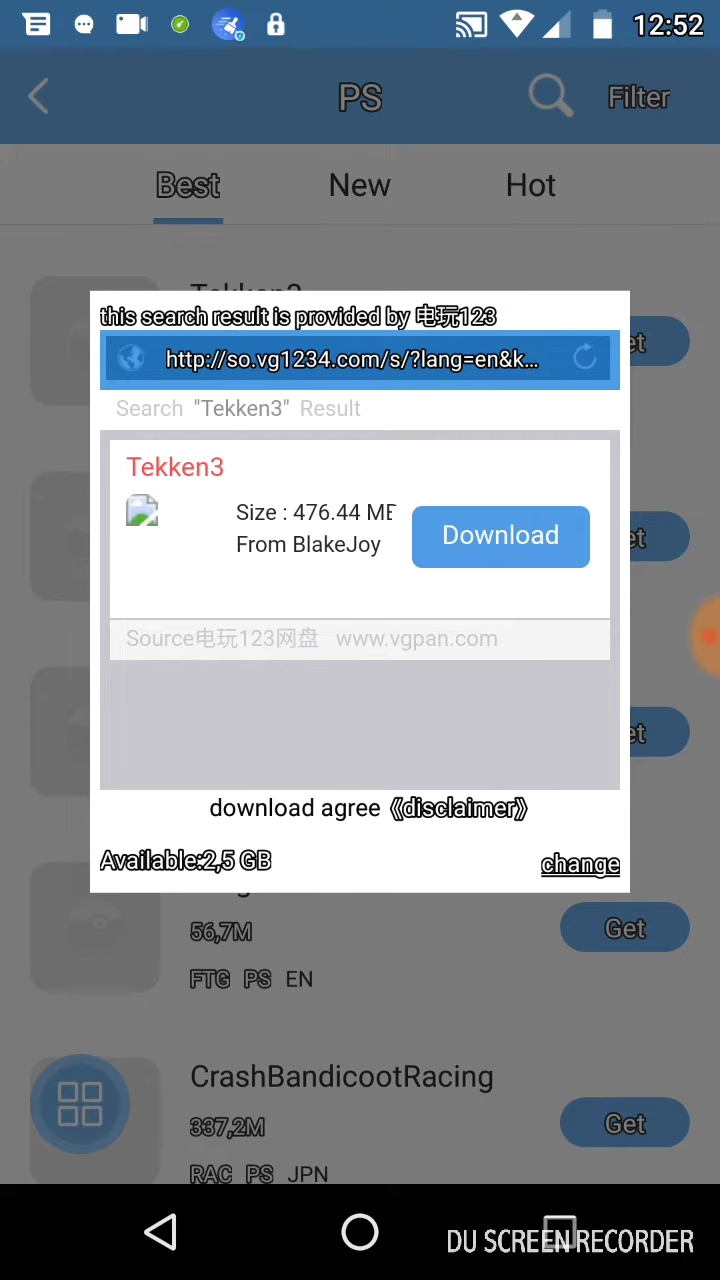 12:52
PS
Filter
Best
New
Hot
this search result is provided by 电玩123
http://so.vg1234.com/s/?lang=en&k...
Search "Tekken3" Result
Tekken3
Size : 476.44
From BlakeJoy
Download
Source电玩123网盘 www.vgpan.com
download agree 《disclaimer》
Available:2,5 GB
change
56,7M
Get
FTG PS EN
CrashBandicootRacing
337,2M
Get
RAC PS JPN
DU SCREEN RECORDER